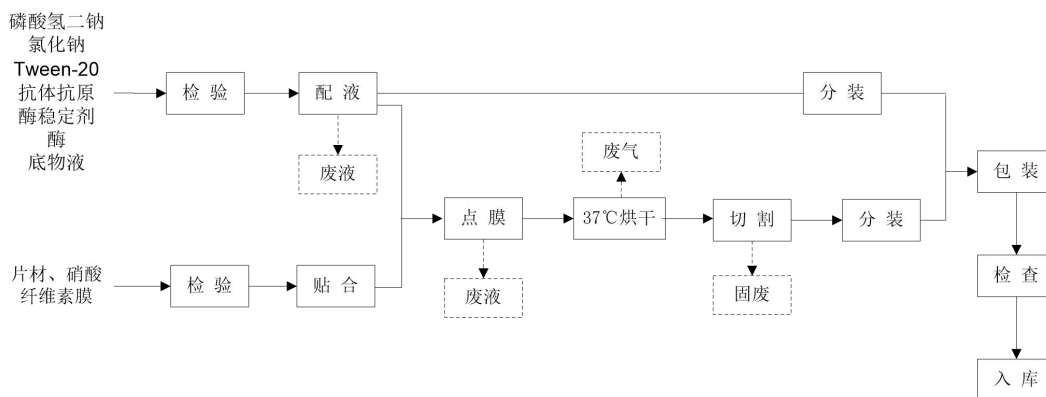 磷酸氢二钠
氯化钠
Tween-20
抗体抗原
酶稳定剂
酶
底物液
检 验
配 液
分 装
废液
废气
包 装
点 膜
37℃烘干
切 割
分 装
片材、硝酸
纤维素膜
检 验
贴 合
废液
固废
检 查
入 库